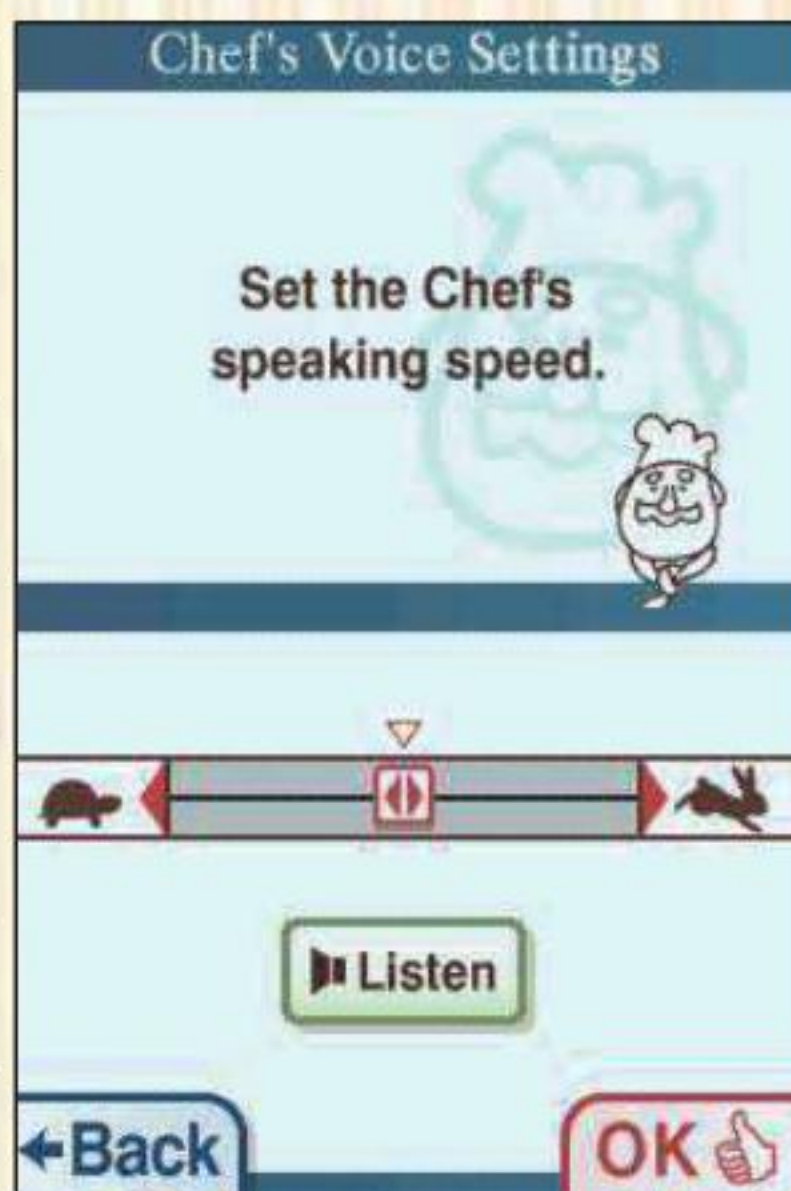 Chef's Voice Settings
Set the Chef's
speaking speed.
Listen
Back
OK